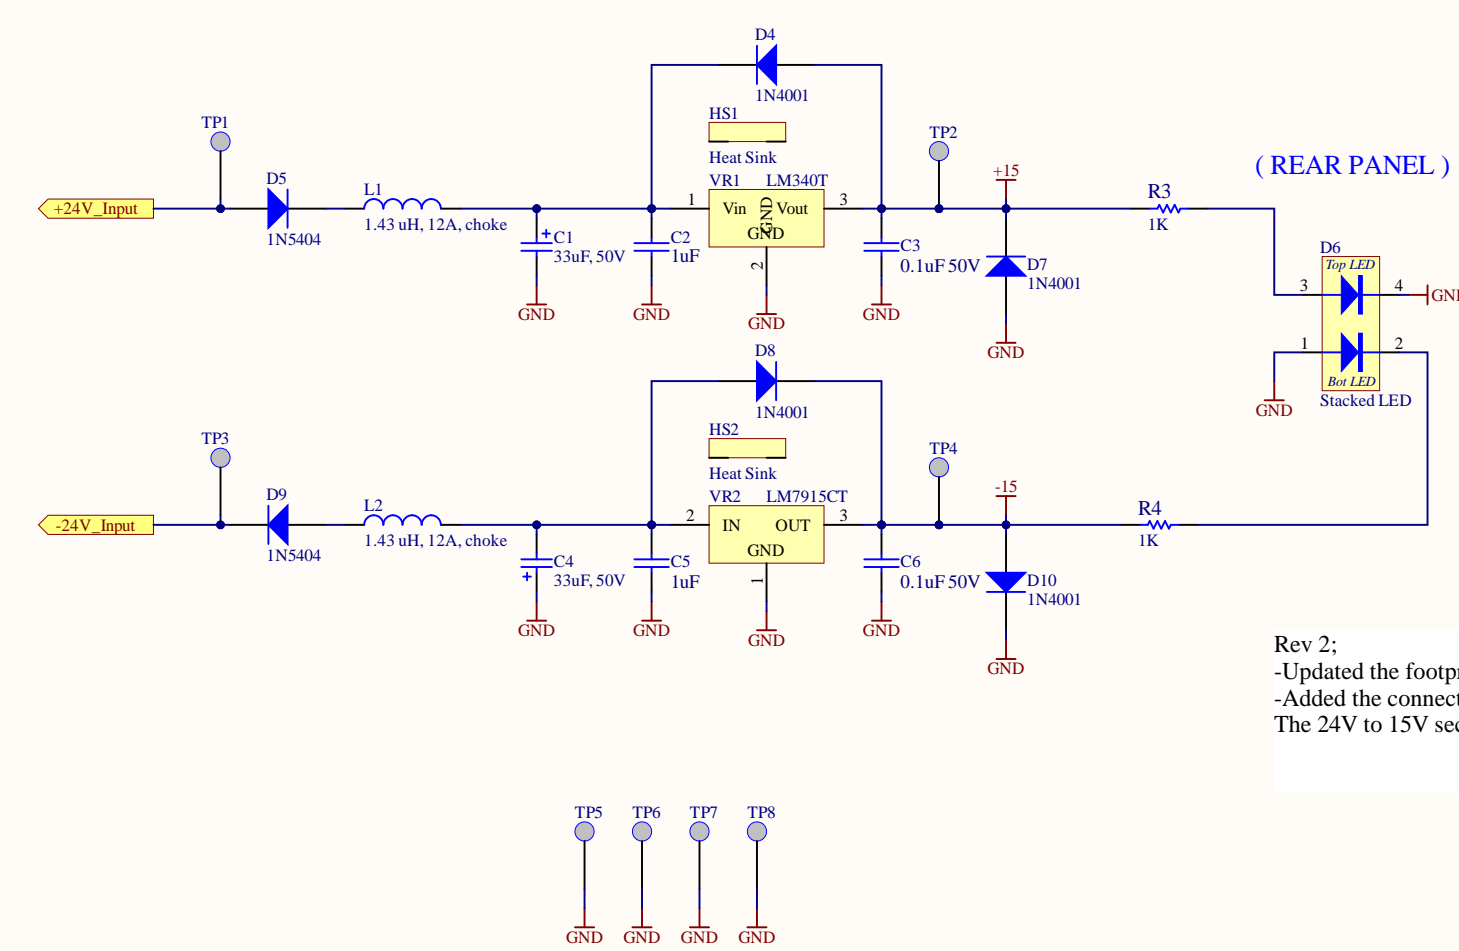 D4
1N4001
HS1
Heat Sink
TP1
TP2
( REAR PANEL )
+24V_Input
D5
1N5404
L1
1.43 uH, 12A, choke
VR1 LM340T
1 Vin GND Vout 3
GND
2
GND
+
C1
33uF, 50V
GND
C2
1uF
GND
C3
0.1uF 50V
GND
+15
D7
1N4001
GND
R3
1K
D6
Top LED
3 4
GND
1 2
Bot LED
Stacked LED
GND
D8
1N4001
HS2
Heat Sink
TP3
TP4
-24V_Input
D9
1N5404
L2
1.43 uH, 12A, choke
VR2 LM7915CT
2 IN OUT 3
GND
1
GND
C4
+
33uF, 50V
GND
C5
1uF
GND
C6
0.1uF 50V
GND
-15
D10
1N4001
GND
R4
1K
Rev 2;
-Updated the
-Added the
The 24V to 15V
TP5 TP6 TP7 TP8
GND GND GND GND